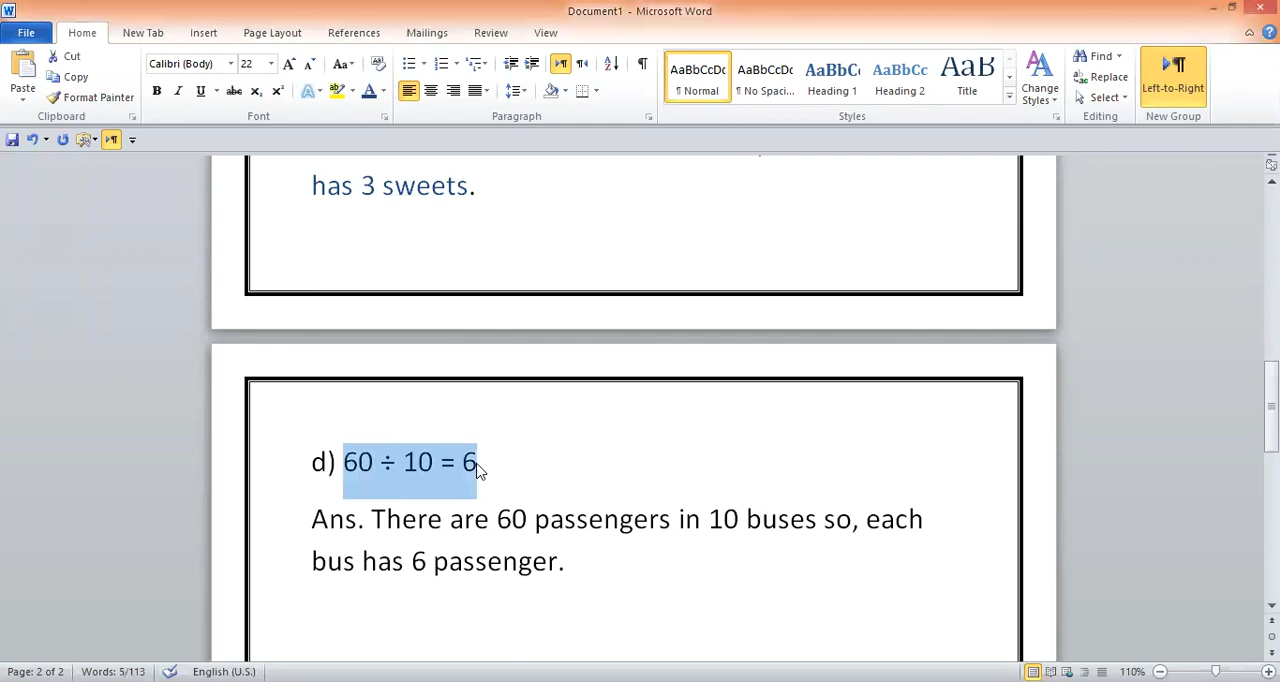 Document1 - Microsoft Word
File Home New Tab Insert Page Layout References Mailings Review View
Paste
Cut
Copy
Format Painter
Clipboard
Calibri (Body) 22
Font
Paragraph
AaBbCcDc AaBbCcDc AaBbC AaBbCc AaB
¶ Normal ¶ No Spaci... Heading 1 Heading 2 Title
Change Styles
Styles
Find
Replace
Select
Editing
Left-to-Right
New Group
has 3 sweets.
d) 60 ÷ 10 = 6
Ans. There are 60 passengers in 10 buses so, each
bus has 6 passenger.
Page: 2 of 2 Words: 5/113 English (U.S.) 110%